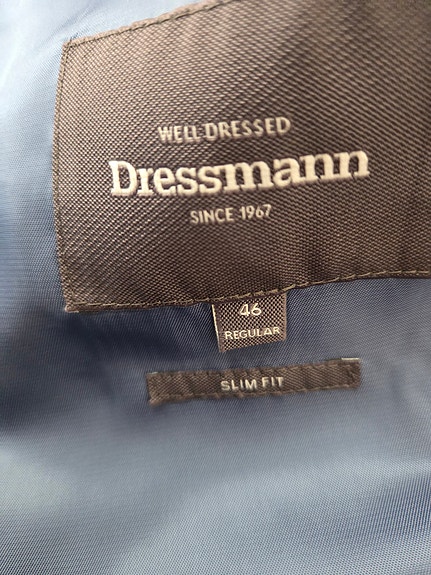 WELL DRESSED
Dressmann
SINCE 1967
46
REGULAR
SLIM FIT